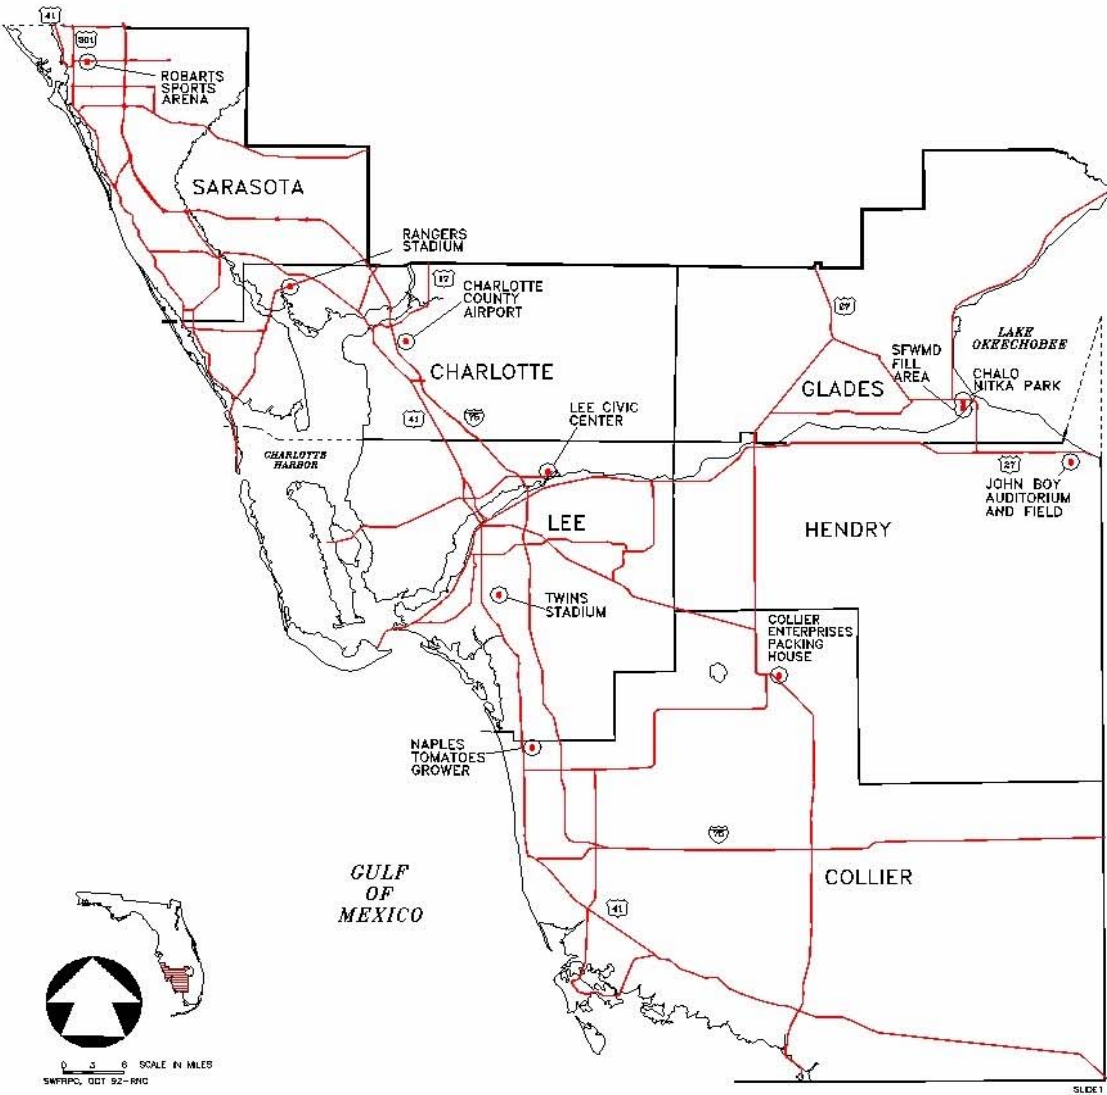 41
301
ROBARTS
SPORTS
ARENA
SARASOTA
RANGERS
STADIUM
17
CHARLOTTE
COUNTY
AIRPORT
27
LAKE
OKEECHOBEE
SFWMD
FILL
AREA
CHALO
NITKA PARK
CHARLOTTE
GLADES
41
75
LEE CIVIC
CENTER
CHARLOTTE
HARBOR
27
JOHN BOY
AUDITORIUM
AND FIELD
LEE
HENDRY
TWINS
STADIUM
COLLIER
ENTERPRISES
PACKING
HOUSE
NAPLES
TOMATOES
GROWER
75
COLLIER
GULF
OF
MEXICO
41
0 3 6 SCALE IN MILES
SWFRPC, OCT 92-RNC
SLIDE 1